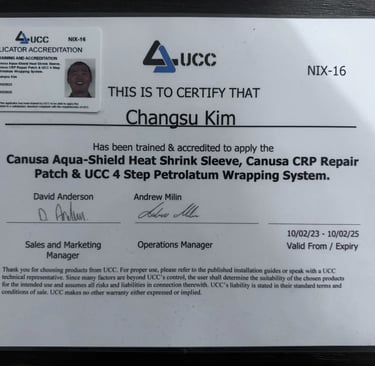 UCC NIX-16
LICATOR ACCREDITATION
UCC
NIX-16
THIS IS TO CERTIFY THAT
Changsu Kim
Has been trained & accredited to apply the
Canusa Aqua-Shield Heat Shrink Sleeve, Canusa CRP Repair
Patch & UCC 4 Step Petrolatum Wrapping System.
David Anderson Andrew Milin
10/02/23 - 10/02/25
Sales and Marketing Operations Manager Valid From / Expiry
Manager
Thank you for choosing products from UCC. For proper use, please refer to the published installation guides or speak with a UCC
technical representative. Since many factors are beyond UCC's control, the user shall determine the suitability of the chosen products
for the intended use and assumes all risks and liabilities in connection therewith. UCC's liability is stated in their standard terms and
conditions of sale. UCC makes no other warranty either expressed or implied.